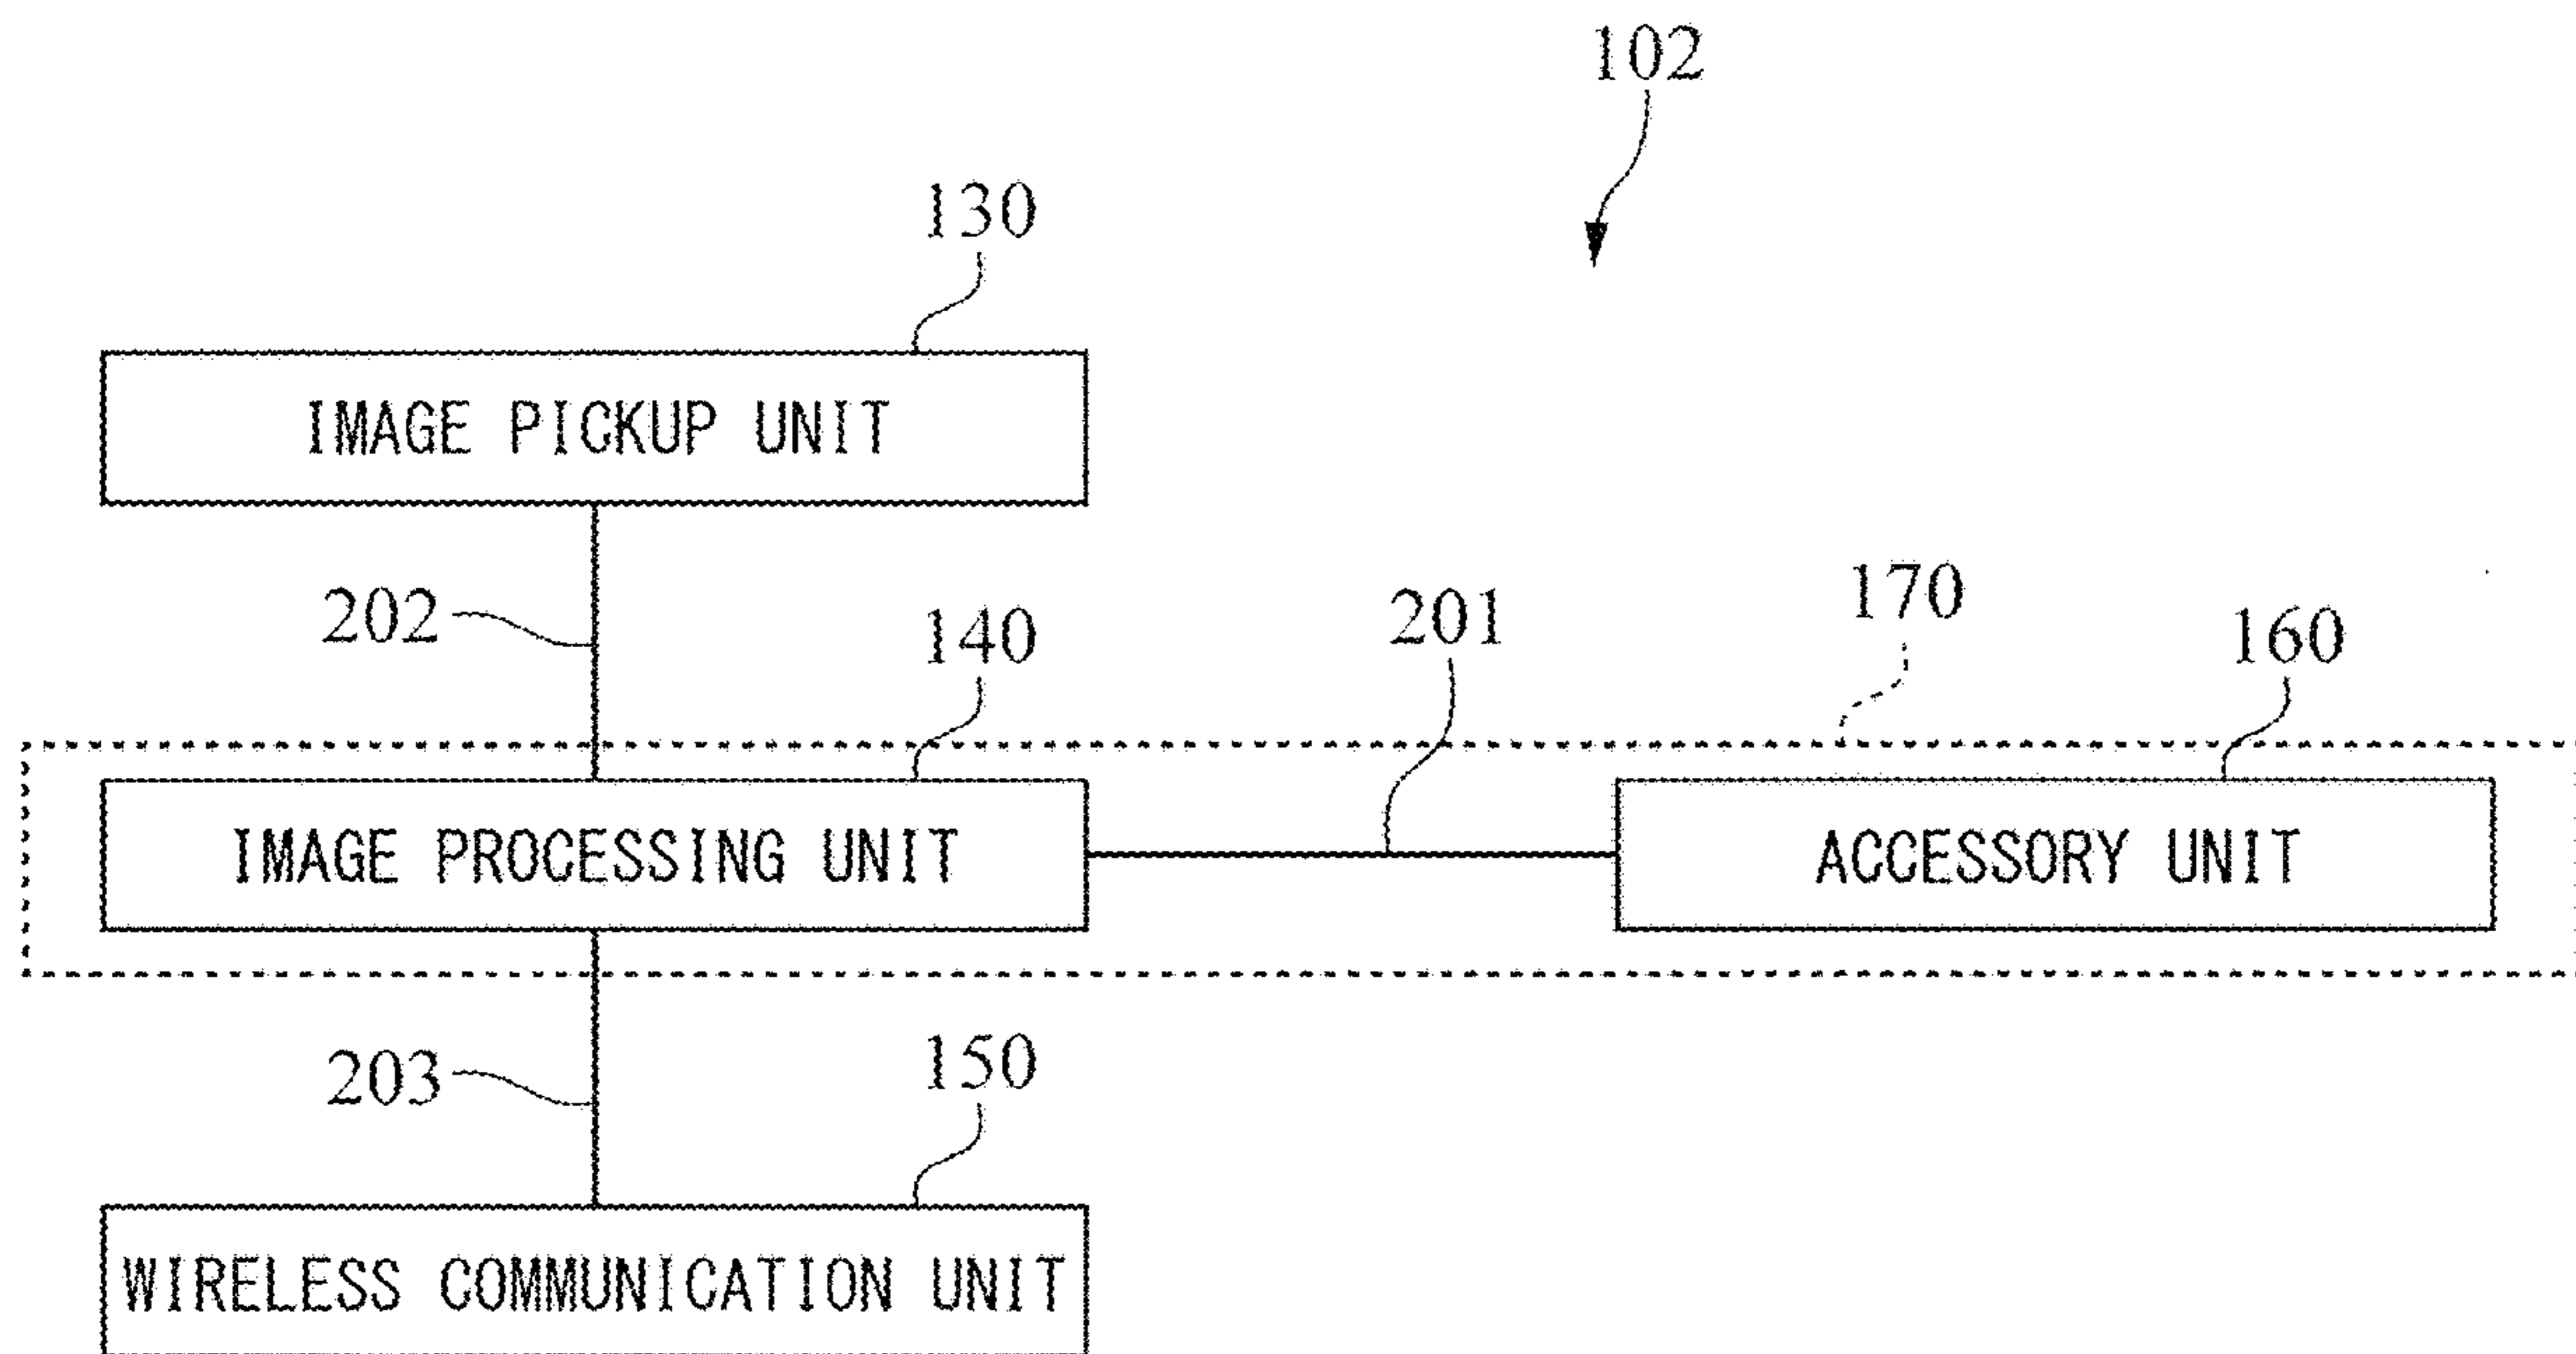 102
130
IMAGE PICKUP UNIT
202
140
201
170
160
IMAGE PROCESSING UNIT
ACCESSORY UNIT
203
150
WIRELESS COMMUNICATION UNIT